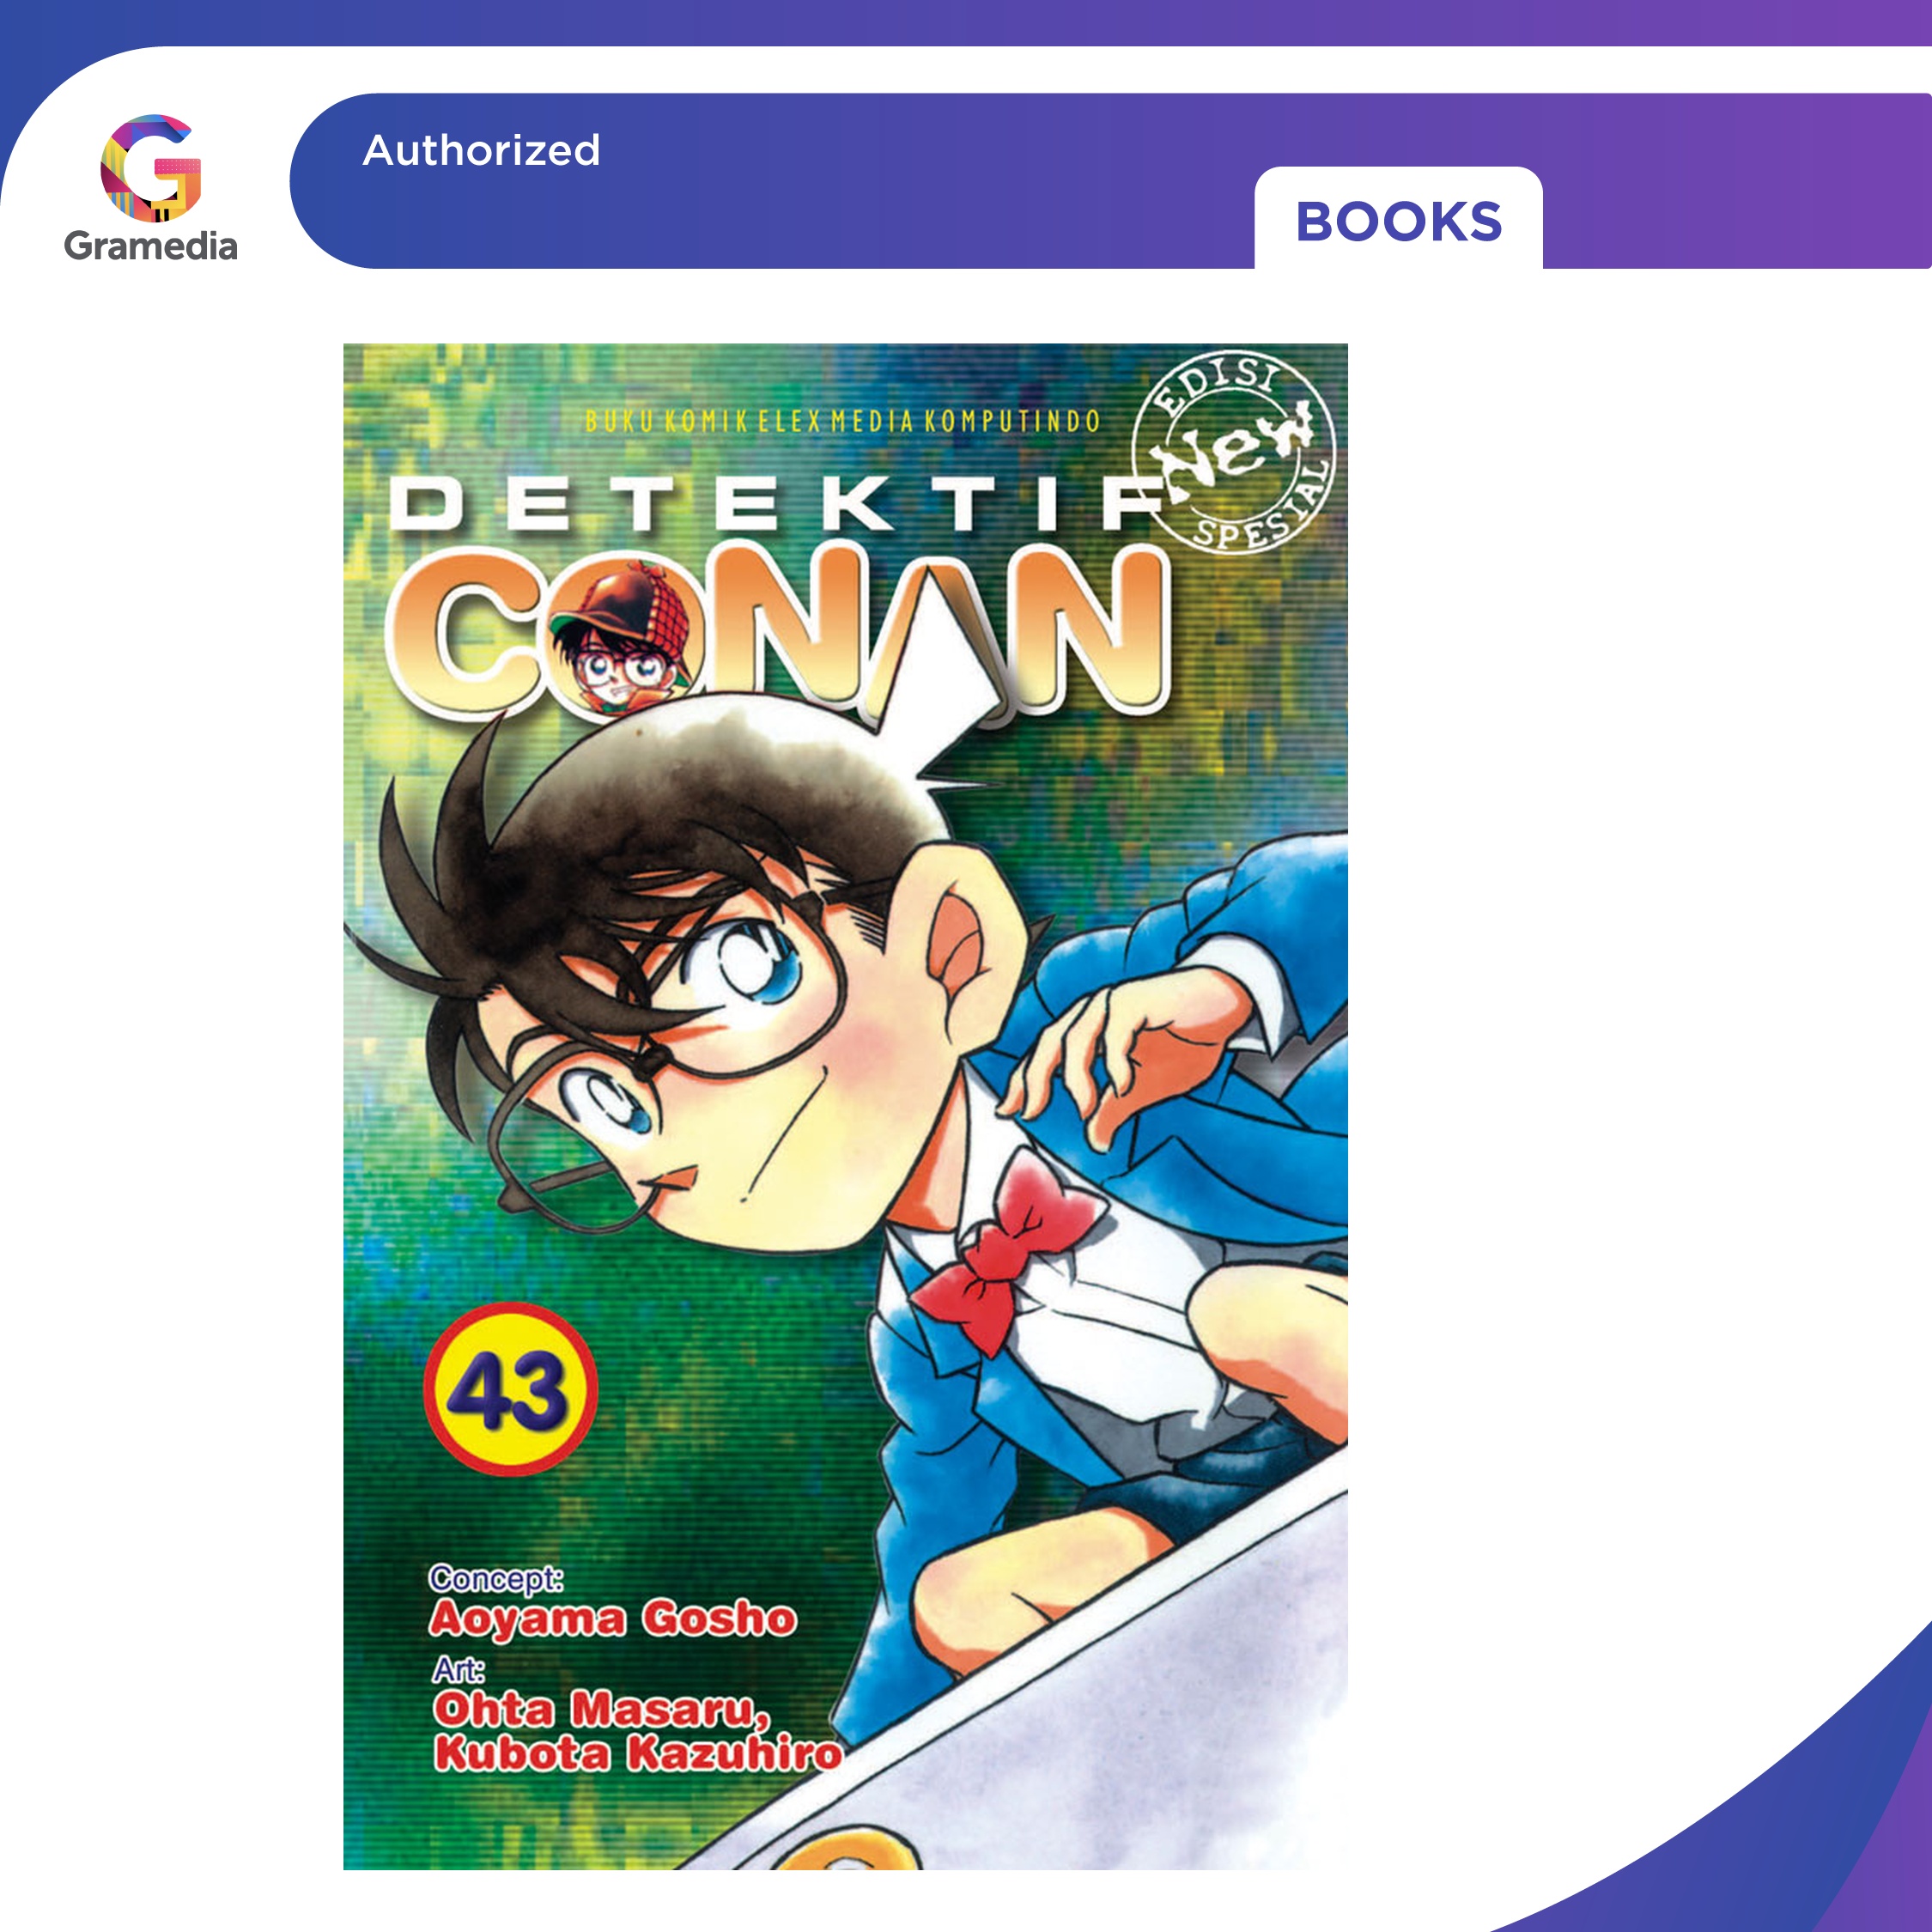 Gramedia
Authorized
BOOKS
BUKU KOMIK ELEX MEDIA KOMPUTINDO
EDISI
New
SPESIAL
DETEKTIF
CONAN
43
Concept:
Aoyama Gosho
Art:
Ohta Masaru,
Kubota Kazuhiro